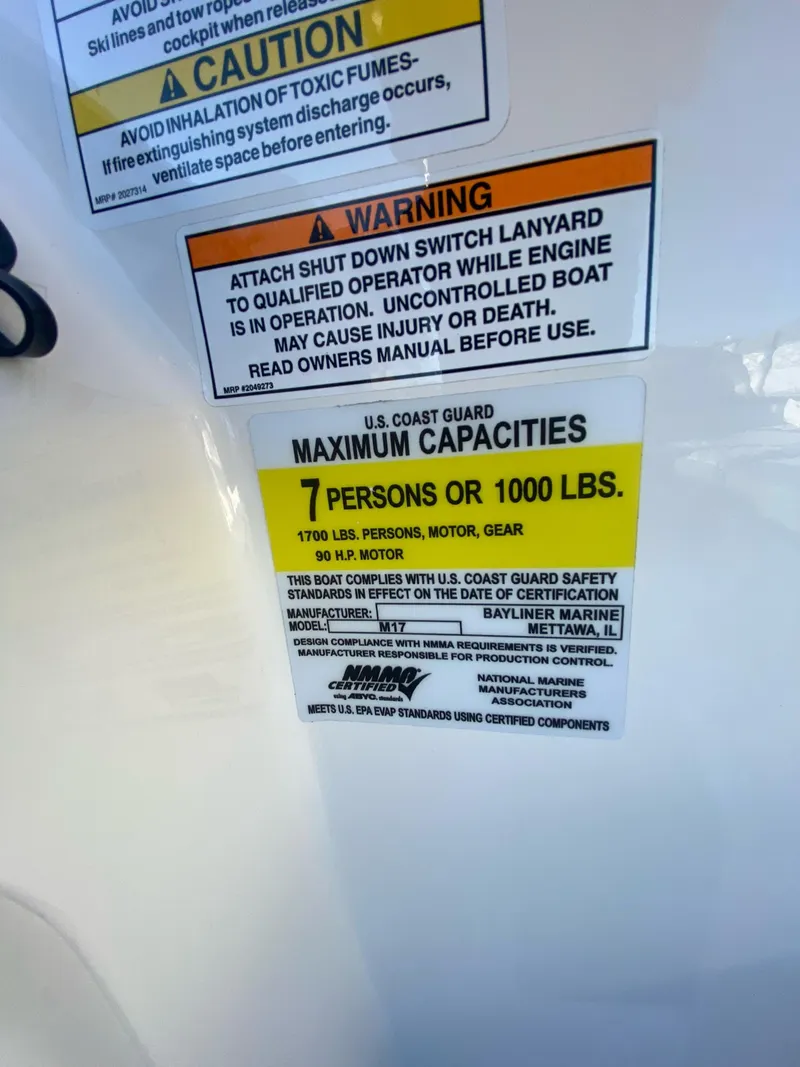 AVOID
Ski lines and tow ropes
cockpit when released
CAUTION
AVOID INHALATION OF TOXIC FUMES-
If fire extinguishing system discharge occurs,
ventilate space before entering.
MRP# 2027314
WARNING
ATTACH SHUT DOWN SWITCH LANYARD
TO QUALIFIED OPERATOR WHILE ENGINE
IS IN OPERATION. UNCONTROLLED BOAT
MAY CAUSE INJURY OR DEATH.
READ OWNERS MANUAL BEFORE USE.
MRP #2049273
U.S. COAST GUARD
MAXIMUM CAPACITIES
7 PERSONS OR 1000 LBS.
1700 LBS. PERSONS, MOTOR, GEAR
90 H.P. MOTOR
THIS BOAT COMPLIES WITH U.S. COAST GUARD SAFETY
STANDARDS IN EFFECT ON THE DATE OF CERTIFICATION
MANUFACTURER: BAYLINER MARINE
MODEL: M17 METTAWA, IL
DESIGN COMPLIANCE WITH NMMA REQUIREMENTS IS VERIFIED.
MANUFACTURER RESPONSIBLE FOR PRODUCTION CONTROL.
NMMA
CERTIFIED
using ABYC. standards
NATIONAL MARINE
MANUFACTURERS
ASSOCIATION
MEETS U.S. EPA EVAP STANDARDS USING CERTIFIED COMPONENTS